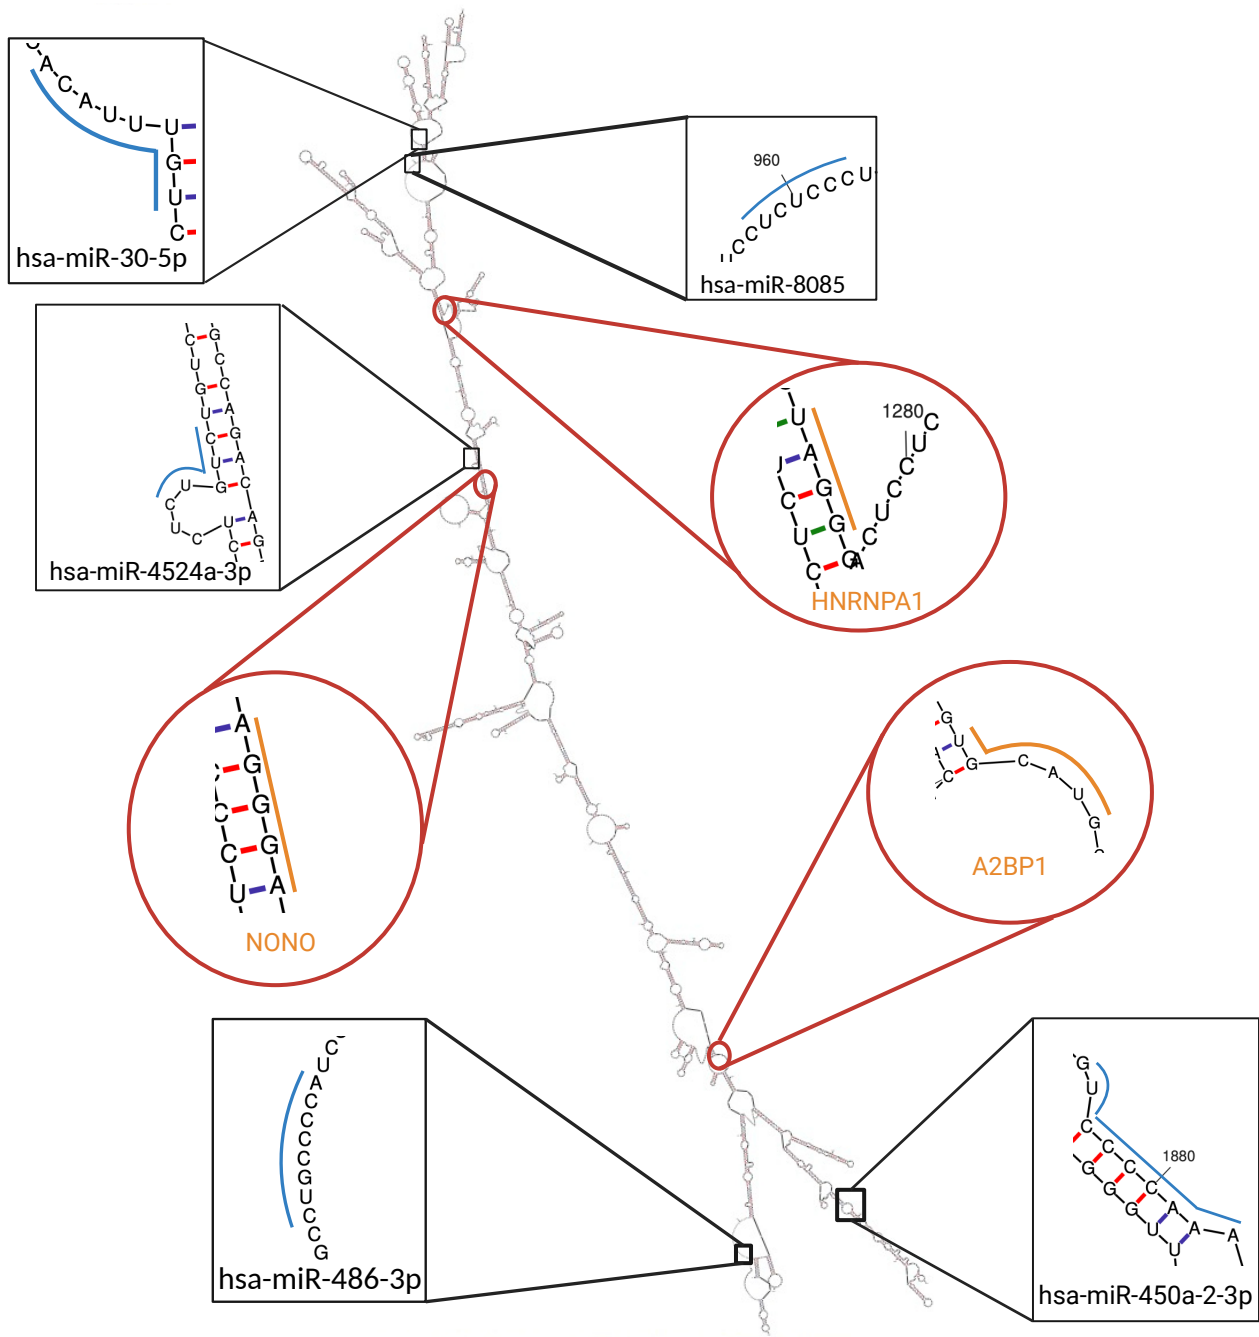 A C A U U U G U C
hsa-miR-30-5p
960
C C U C U C C C U
hsa-miR-8085
C U G U U C U G U C U C U C
G C C A G A C A G
hsa-miR-4524a-3p
1280
U A G G G A C U C C U C
C U C
HNRNPA1
A G G G A
C C U
NONO
G U G C A U G
C
A2BP1
C U A C C C C G U C C G
hsa-miR-486-3p
G U C C C C A A A
1880
G G G U U
hsa-miR-450a-2-3p